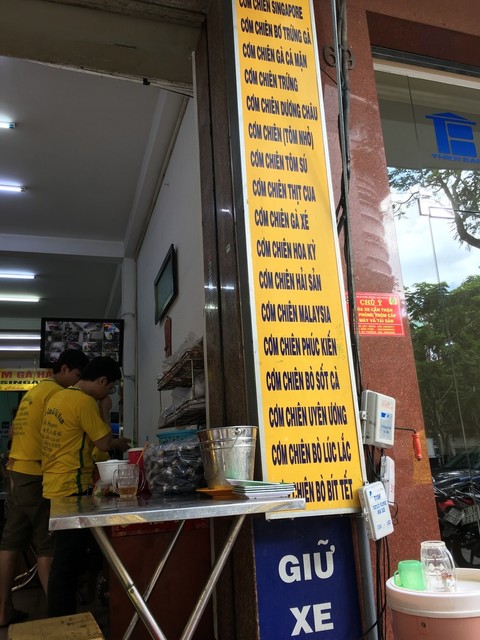 CƠM CHIÊN SINGAPORE
CƠM CHIÊN BO TRỨNG GÀ
CƠM CHIÊN GÀ CÁ MẶN
CƠM CHIÊN TRỨNG
CƠM CHIÊN DƯƠNG CHÂU
CƠM CHIÊN (TÔM NHỎ)
CƠM CHIÊN TÔM SÚ
CƠM CHIÊN THỊT CUA
CƠM CHIÊN GÀ XÉ
CƠM CHIÊN HOA KỲ
CƠM CHIÊN HẢI SẢN
CƠM CHIÊN MALAYSIA
CƠM CHIÊN PHÚC KIẾN
CƠM CHIÊN BÒ SỐT CÀ
CƠM CHIÊN UYÊN ƯƠNG
CƠM CHIÊN BÒ LÚC LẮC
CHIÊN BÒ BÍT TẾT
GIỮ
XE
CHÚ Ý